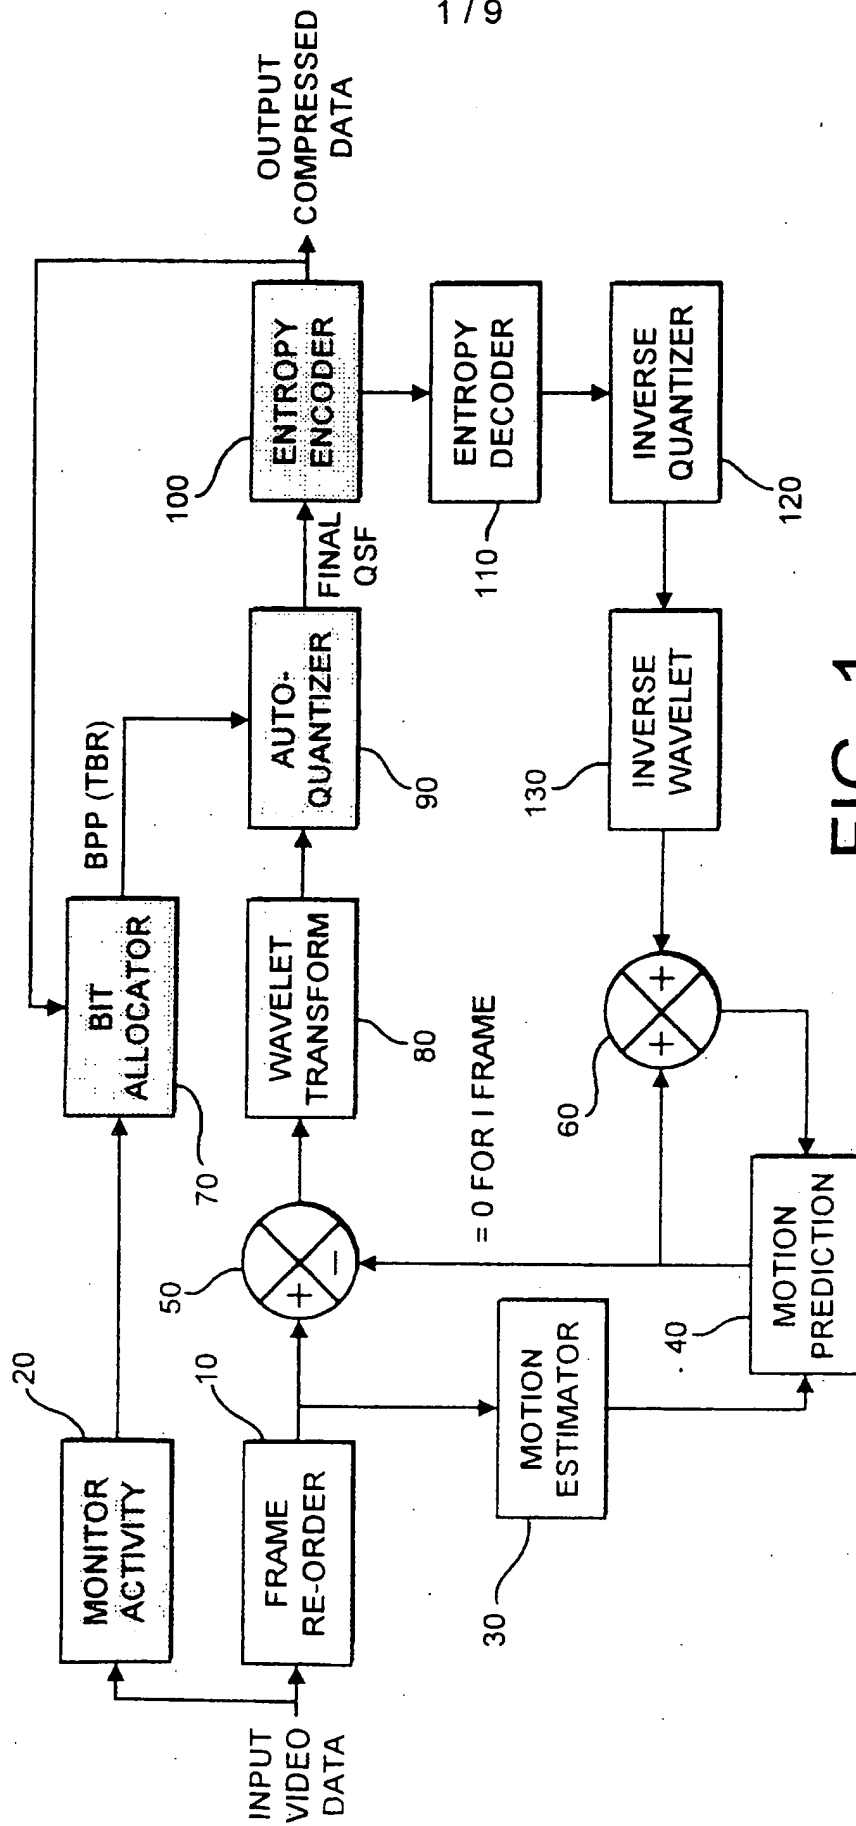 1 / 9
INPUT
VIDEO
DATA
MONITOR
ACTIVITY
20
FRAME
RE-ORDER
10
MOTION
ESTIMATOR
30
MOTION
PREDICTION
40
50
+
−
= 0 FOR I FRAME
60
+
+
BIT
ALLOCATOR
70
BPP (TBR)
WAVELET
TRANSFORM
80
AUTO-
QUANTIZER
90
FINAL
QSF
ENTROPY
ENCODER
100
OUTPUT
COMPRESSED
DATA
ENTROPY
DECODER
110
INVERSE
QUANTIZER
120
INVERSE
WAVELET
130
FIG. 1